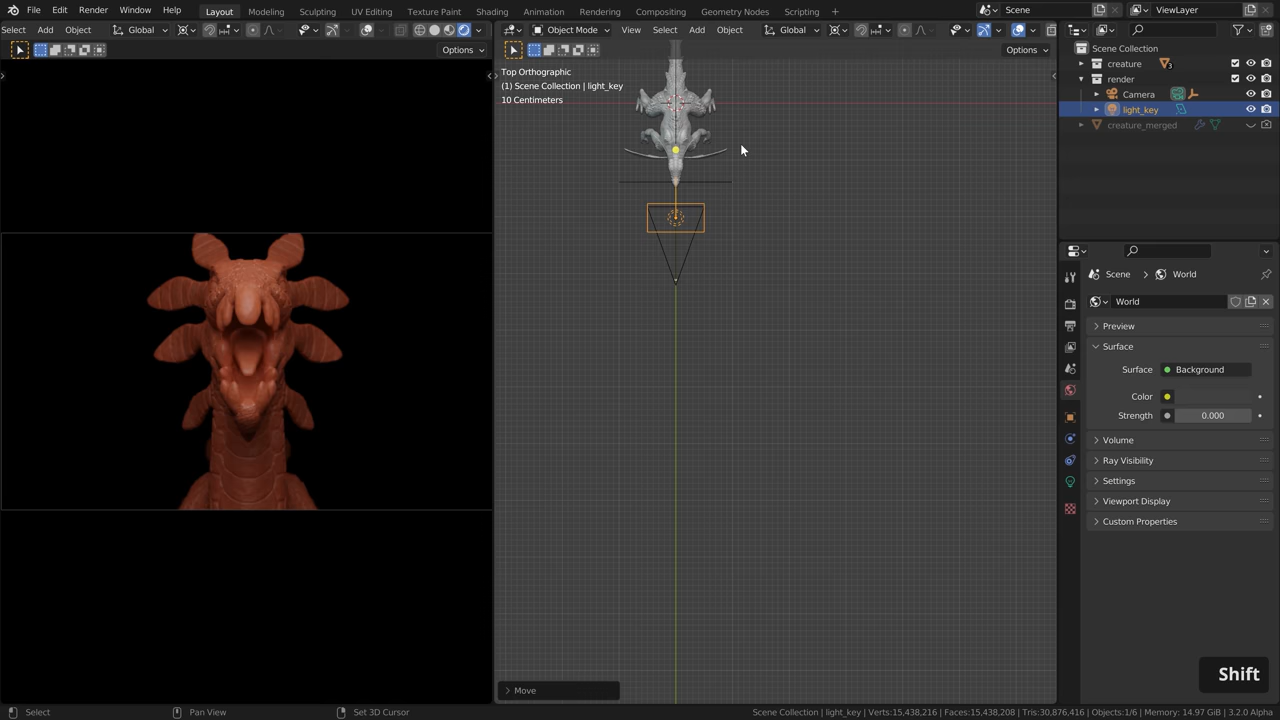 File Edit Render Window Help Layout Modeling Sculpting UV Editing Texture Paint Shading Animation Rendering Compositing Geometry Nodes Scripting + Scene ViewLayer
Select Add Object Global Object Mode View Select Add Object Global
Options Options
Top Orthographic
(1) Scene Collection | light_key
10 Centimeters
Scene Collection
creature 3
render
Camera
light_key
creature_merged
Scene World
World
Preview
Surface
Surface Background
Color
Strength 0.000
Volume
Ray Visibility
Settings
Viewport Display
Custom Properties
Move
Shift
Select Pan View Set 3D Cursor Scene Collection | light_key | Verts:15,438,216 | Faces:15,438,208 | Tris:30,876,416 | Objects:1/6 | Memory: 14.97 GiB | 3.2.0 Alpha